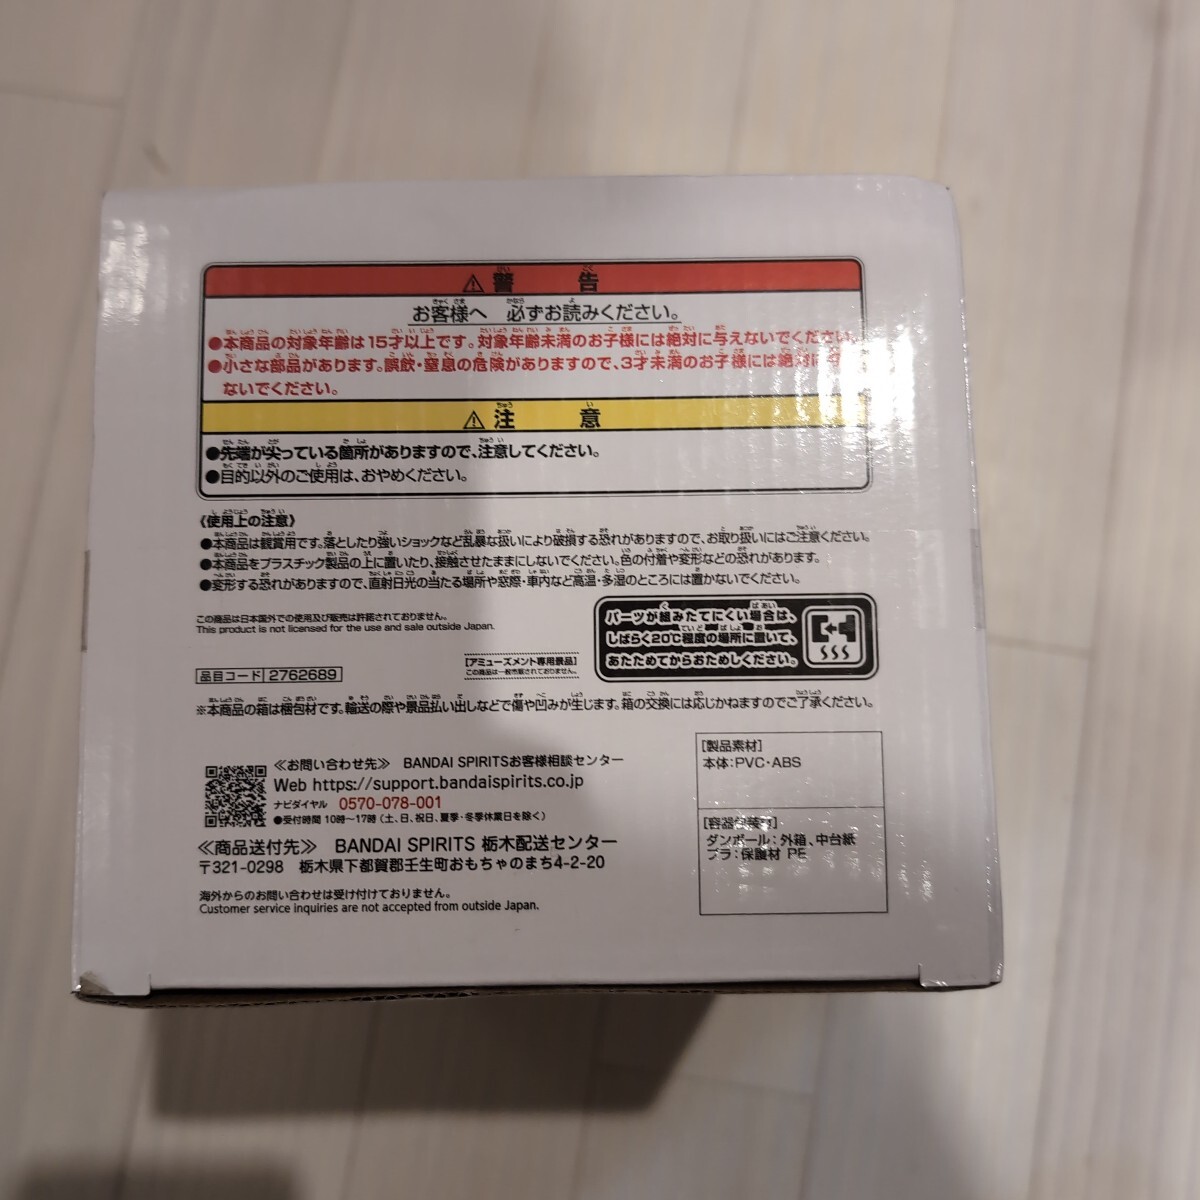 ⚠警告
お客様へ 必ずお読みください。
●本商品の対象年齢は15才以上です。対象年齢未満のお子様には絶対に与えないでください。
●小さな部品があります。誤飲・窒息の危険がありますので、3才未満のお子様には絶対に与え
ないでください。
⚠注意
●先端が尖っている箇所がありますので、注意してください。
●目的以外のご使用は、おやめください。
《使用上の注意》
●本商品は観賞用です。落としたり強いショックなど乱暴な扱いにより破損する恐れがありますので、お取り扱いにはご注意ください。
●本商品をプラスチック製品の上に置いたり、接触させたままにしないでください。色の付着や変形などの恐れがあります。
●変形する恐れがありますので、直射日光の当たる場所や窓際・車内など高温・多湿のところには置かないでください。
この商品は日本国外での使用及び販売は許諾されておりません。
This product is not licensed for the use and sale outside Japan.
パーツが組みたてにくい場合は、
しばらく20℃程度の場所に置いて、
あたためてからおためしください。
品目コード 2762689
【アミューズメント専用景品】
この商品は一般市販されておりません。
※本商品の箱は梱包材です。輸送の際や景品払い出しなどで傷や凹みが生じます。箱の交換には応じかねますのでご了承ください。
≪お問い合わせ先≫ BANDAI SPIRITSお客様相談センター
Web https://support.bandaispirits.co.jp
ナビダイヤル 0570-078-001
●受付時間 10時〜17時(土、日、祝日、夏季・冬季休業日を除く)
≪商品送付先≫ BANDAI SPIRITS 栃木配送センター
〒321-0298 栃木県下都賀郡壬生町おもちゃのまち4-2-20
海外からのお問い合わせは受け付けておりません。
Customer service inquiries are not accepted from outside Japan.
[製品素材]
本体:PVC・ABS
[容器包装材]
ダンボール:外箱、中台紙
プラ:保護材 PE